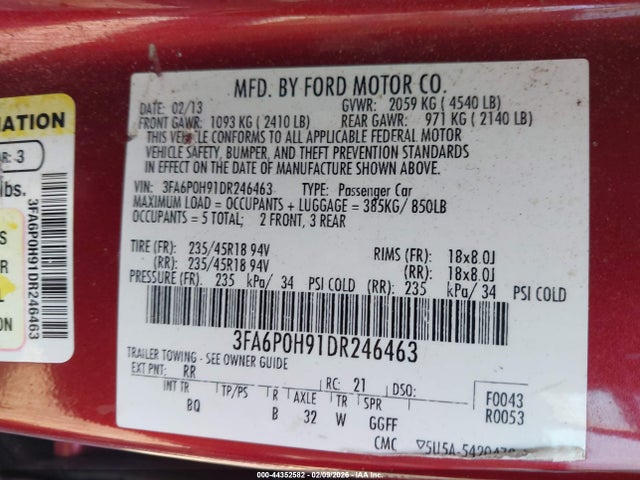 MFD. BY FORD MOTOR CO.
DATE: 02/13 GVWR: 2059 KG (4540 LB)
FRONT GAWR: 1093 KG (2410 LB) REAR GAWR: 971 KG (2140 LB)
THIS VEHICLE CONFORMS TO ALL APPLICABLE FEDERAL MOTOR
VEHICLE SAFETY, BUMPER, AND THEFT PREVENTION STANDARDS
IN EFFECT ON THE DATE OF MANUFACTURE SHOWN ABOVE.
VIN: 3FA6P0H91DR246463 TYPE: Passenger Car
MAXIMUM LOAD = OCCUPANTS + LUGGAGE = 385KG/ 850LB
OCCUPANTS = 5 TOTAL; 2 FRONT, 3 REAR
TIRE (FR): 235/45R18 94V RIMS (FR): 18x8.0J
(RR): 235/45R18 94V (RR): 18x8.0J
PRESSURE (FR): 235 kPa/ 34 PSI COLD (RR): 235 kPa/ 34 PSI COLD
3FA6P0H91DR246463
TRAILER TOWING - SEE OWNER GUIDE
EXT PNT: RR RC: 21 DSO:
INT TR TP/PS R AXLE TR SPR
BQ B 32 W GGFF
F0043
R0053
CMC
MATION
AR: 3
lbs.
S
R
L
ON
3FA6P0H91DR246463
000-44352582 - 02/09/2026 - IAA Inc.